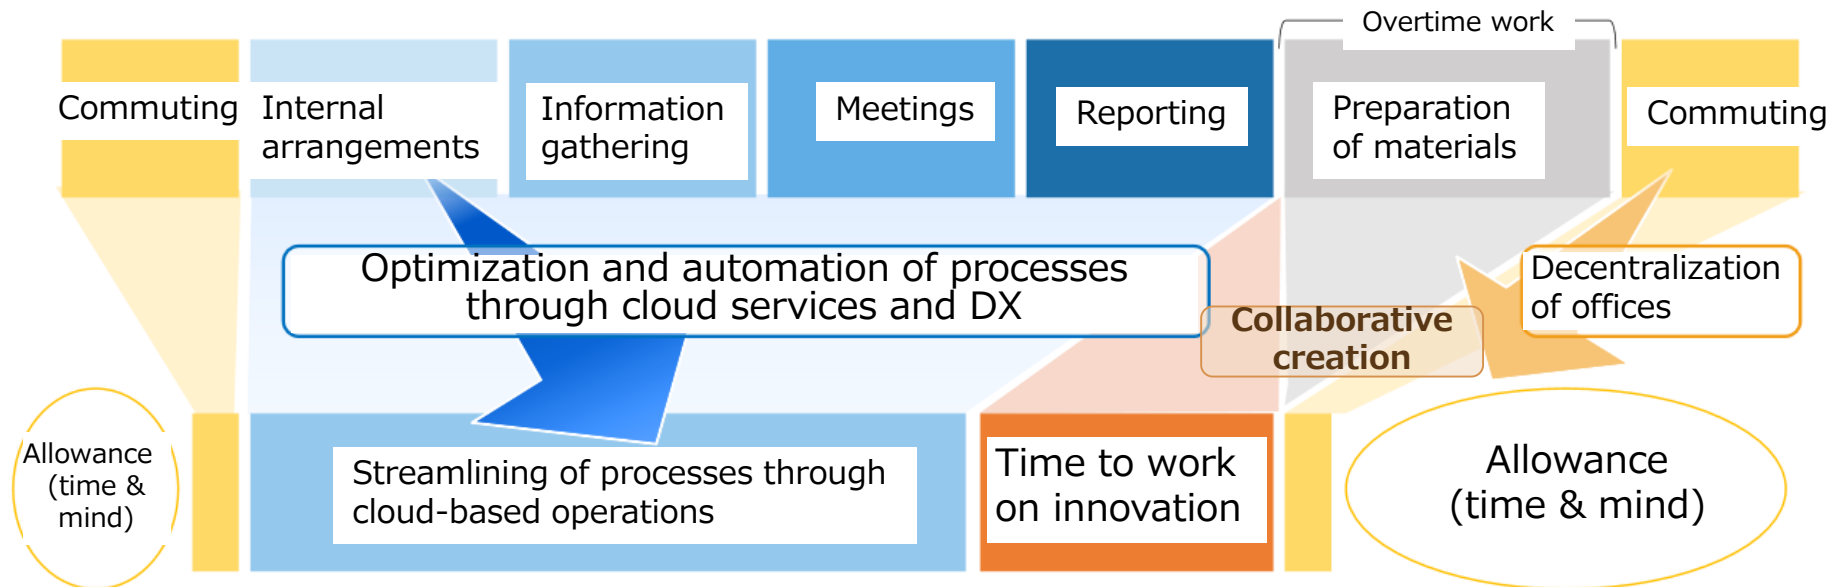 Overtime work
Commuting
Internal
arrangements
Information
gathering
Meetings
Reporting
Preparation
of materials
Commuting
Optimization and automation of processes
through cloud services and DX
Decentralization
of offices
Collaborative
creation
Allowance
(time &
mind)
Streamlining of processes through
cloud-based operations
Time to work
on innovation
Allowance
(time & mind)